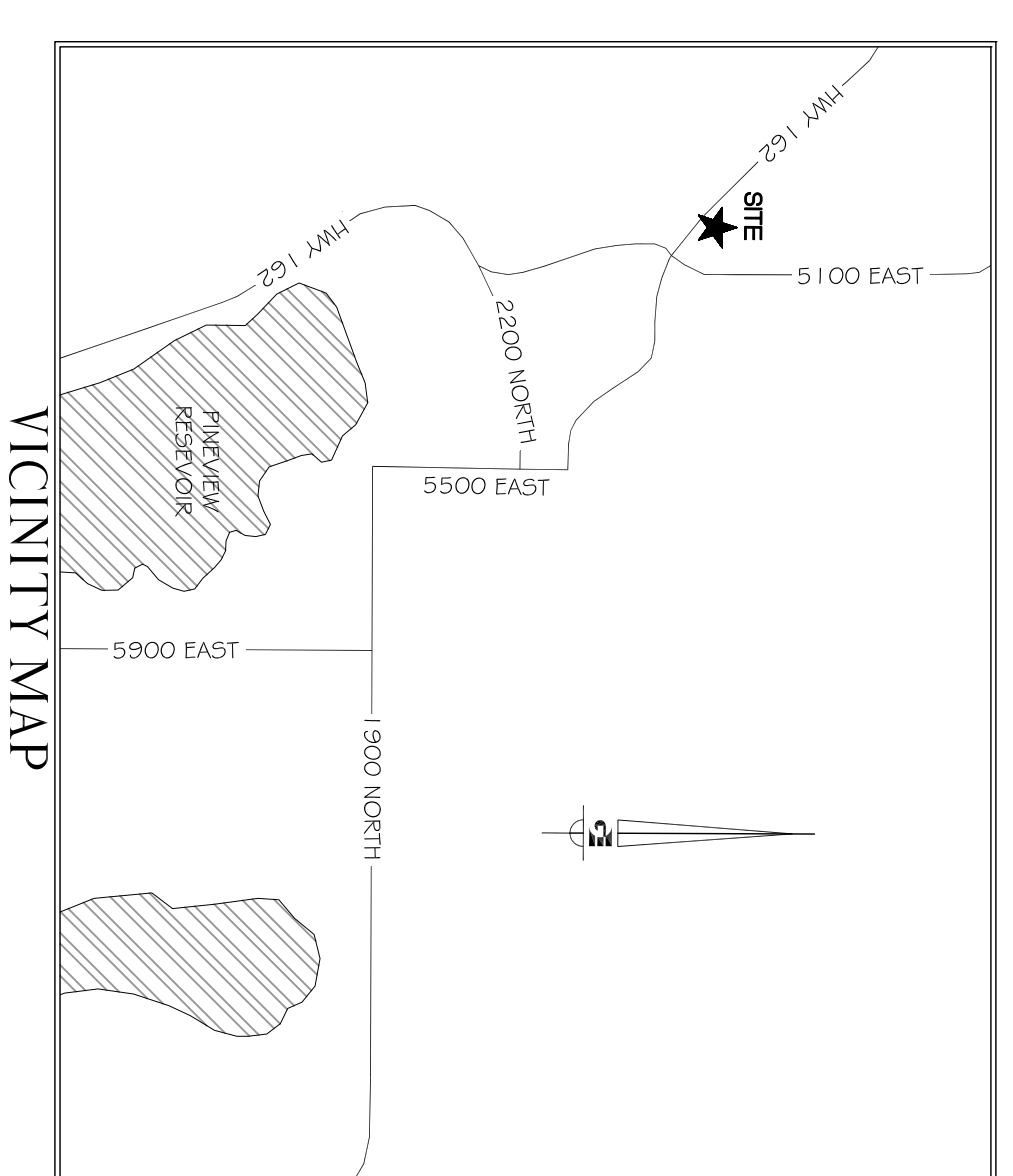 HWY 162
SITE
5100 EAST
HWY 162
2200 NORTH
PINEVIEW
RESEVOIR
5500 EAST
5900 EAST
1900 NORTH
VICINITY MAP